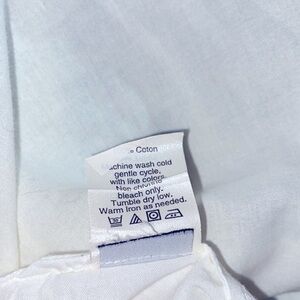 Coton
chine wash cold
gentle cycle,
with like colors.
Non chlorine
bleach only.
Tumble dry low.
Warm Iron as needed.